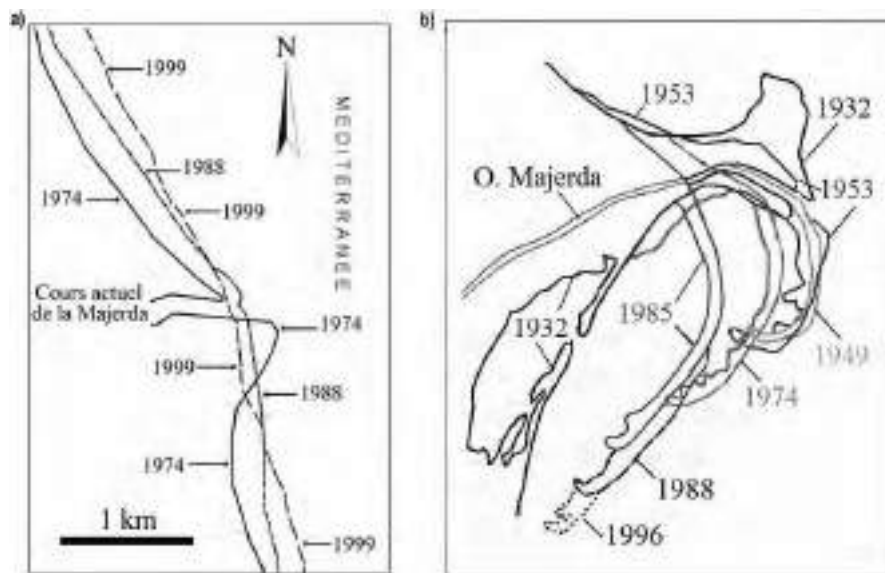 a)
1999
N
MEDITERRANEE
1988
1974
1999
Cours actuel
de la Majerda
1974
1999
1988
1974
1 km
1999
b)
1953
1932
O. Majerda
1953
1932
1985
1949
1974
1988
1996